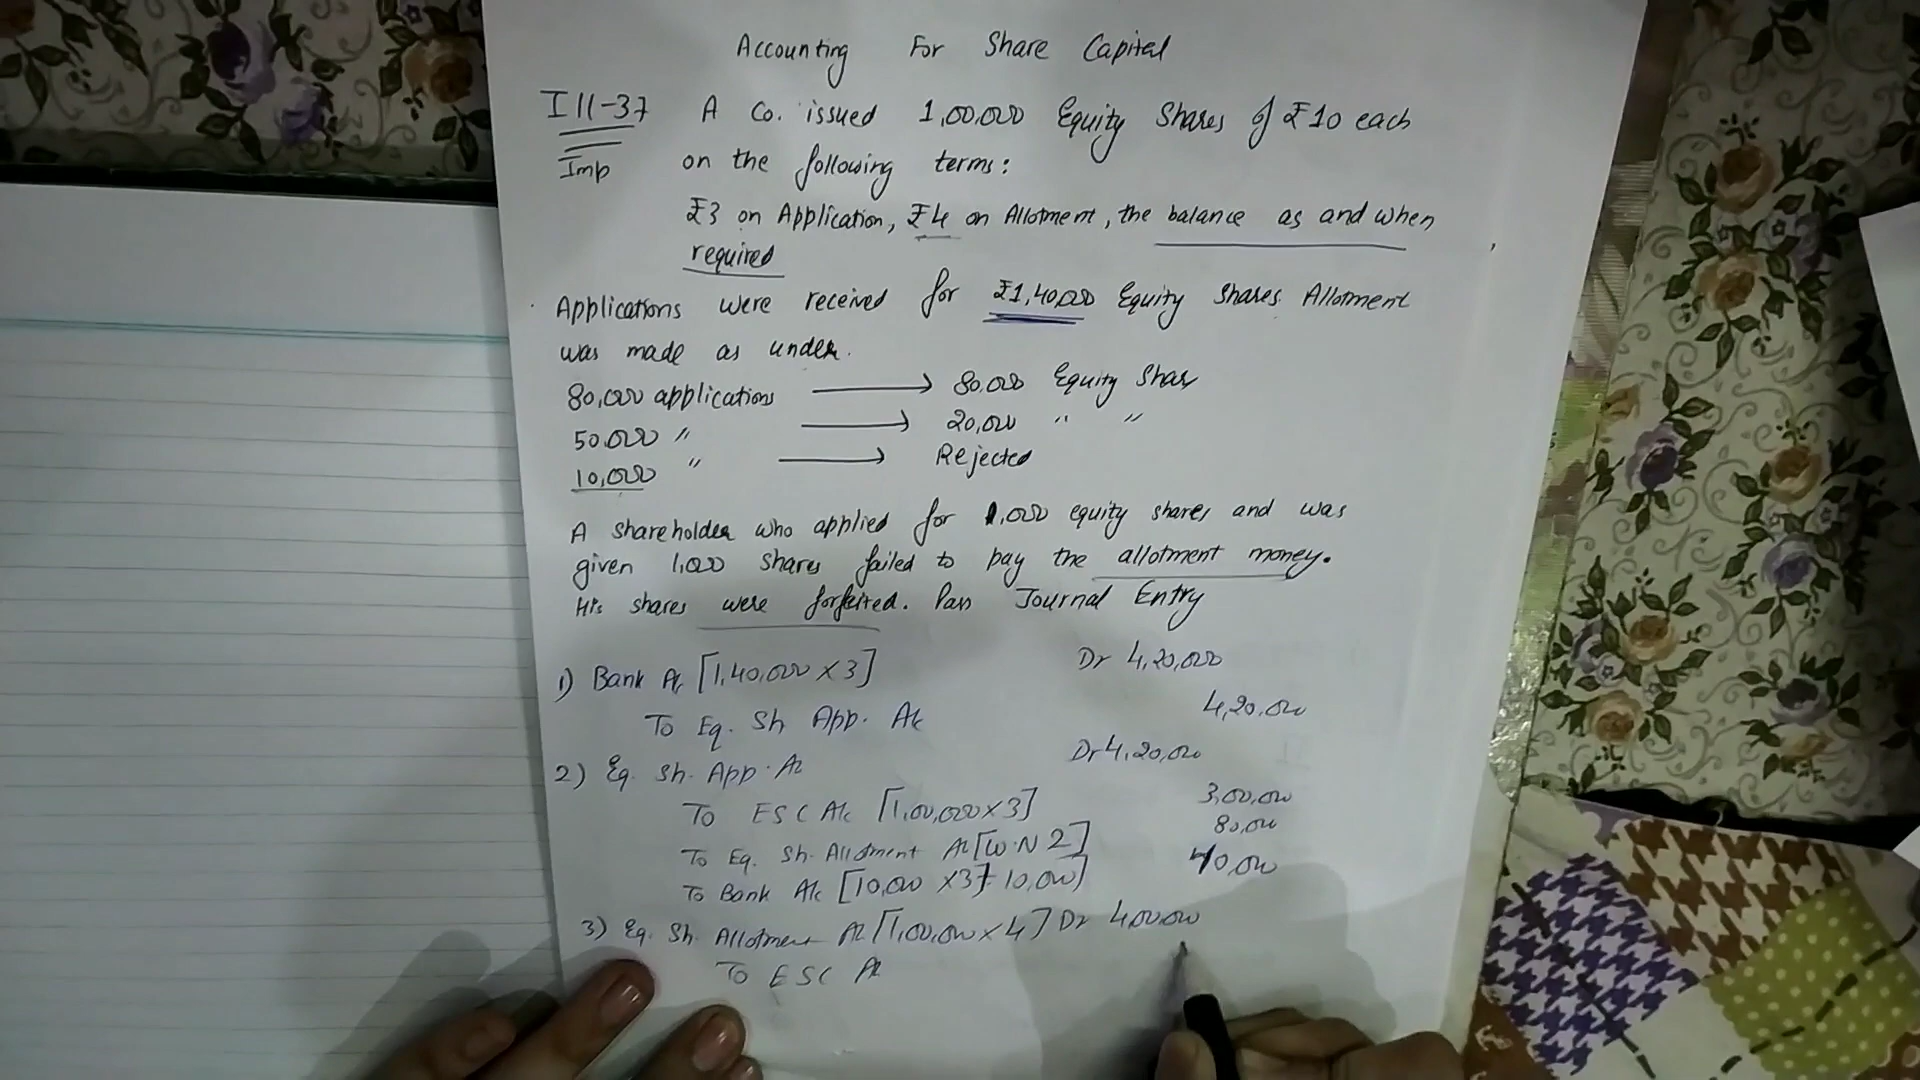 Accounting For Share Capital
Ill-37 A Co. issued 1,00,000 Equity Shares of ₹10 each
Imp on the following terms:
₹3 on Application, ₹4 on Allotment, the balance as and when
required
Applications were received for ₹1,40,000 Equity Shares. Allotment
was made as under.
80,000 applications → 80,000 Equity Shar
50,000 〃 → 20,000 〃 〃
10,000 〃 → Rejected
A shareholder who applied for 1,000 equity shares and was
given 1,000 shares failed to pay the allotment money.
His shares were forfeited. Pass Journal Entry
1) Bank A/c [1,40,000 X 3] Dr 4,20,000
To Eq. Sh App. A/c 4,20,000
2) Eq. Sh. App. A/c Dr 4,20,000
To ESC A/c [1,00,000 X 3] 3,00,000
To Eq. Sh. Allotment A/c [W.N 2] 80,000
To Bank A/c [10,000 X3 + 10,000] 40,000
3) Eq. Sh. Allotment A/c [1,00,000 X 4] Dr 4,00,000
To ESC A/c